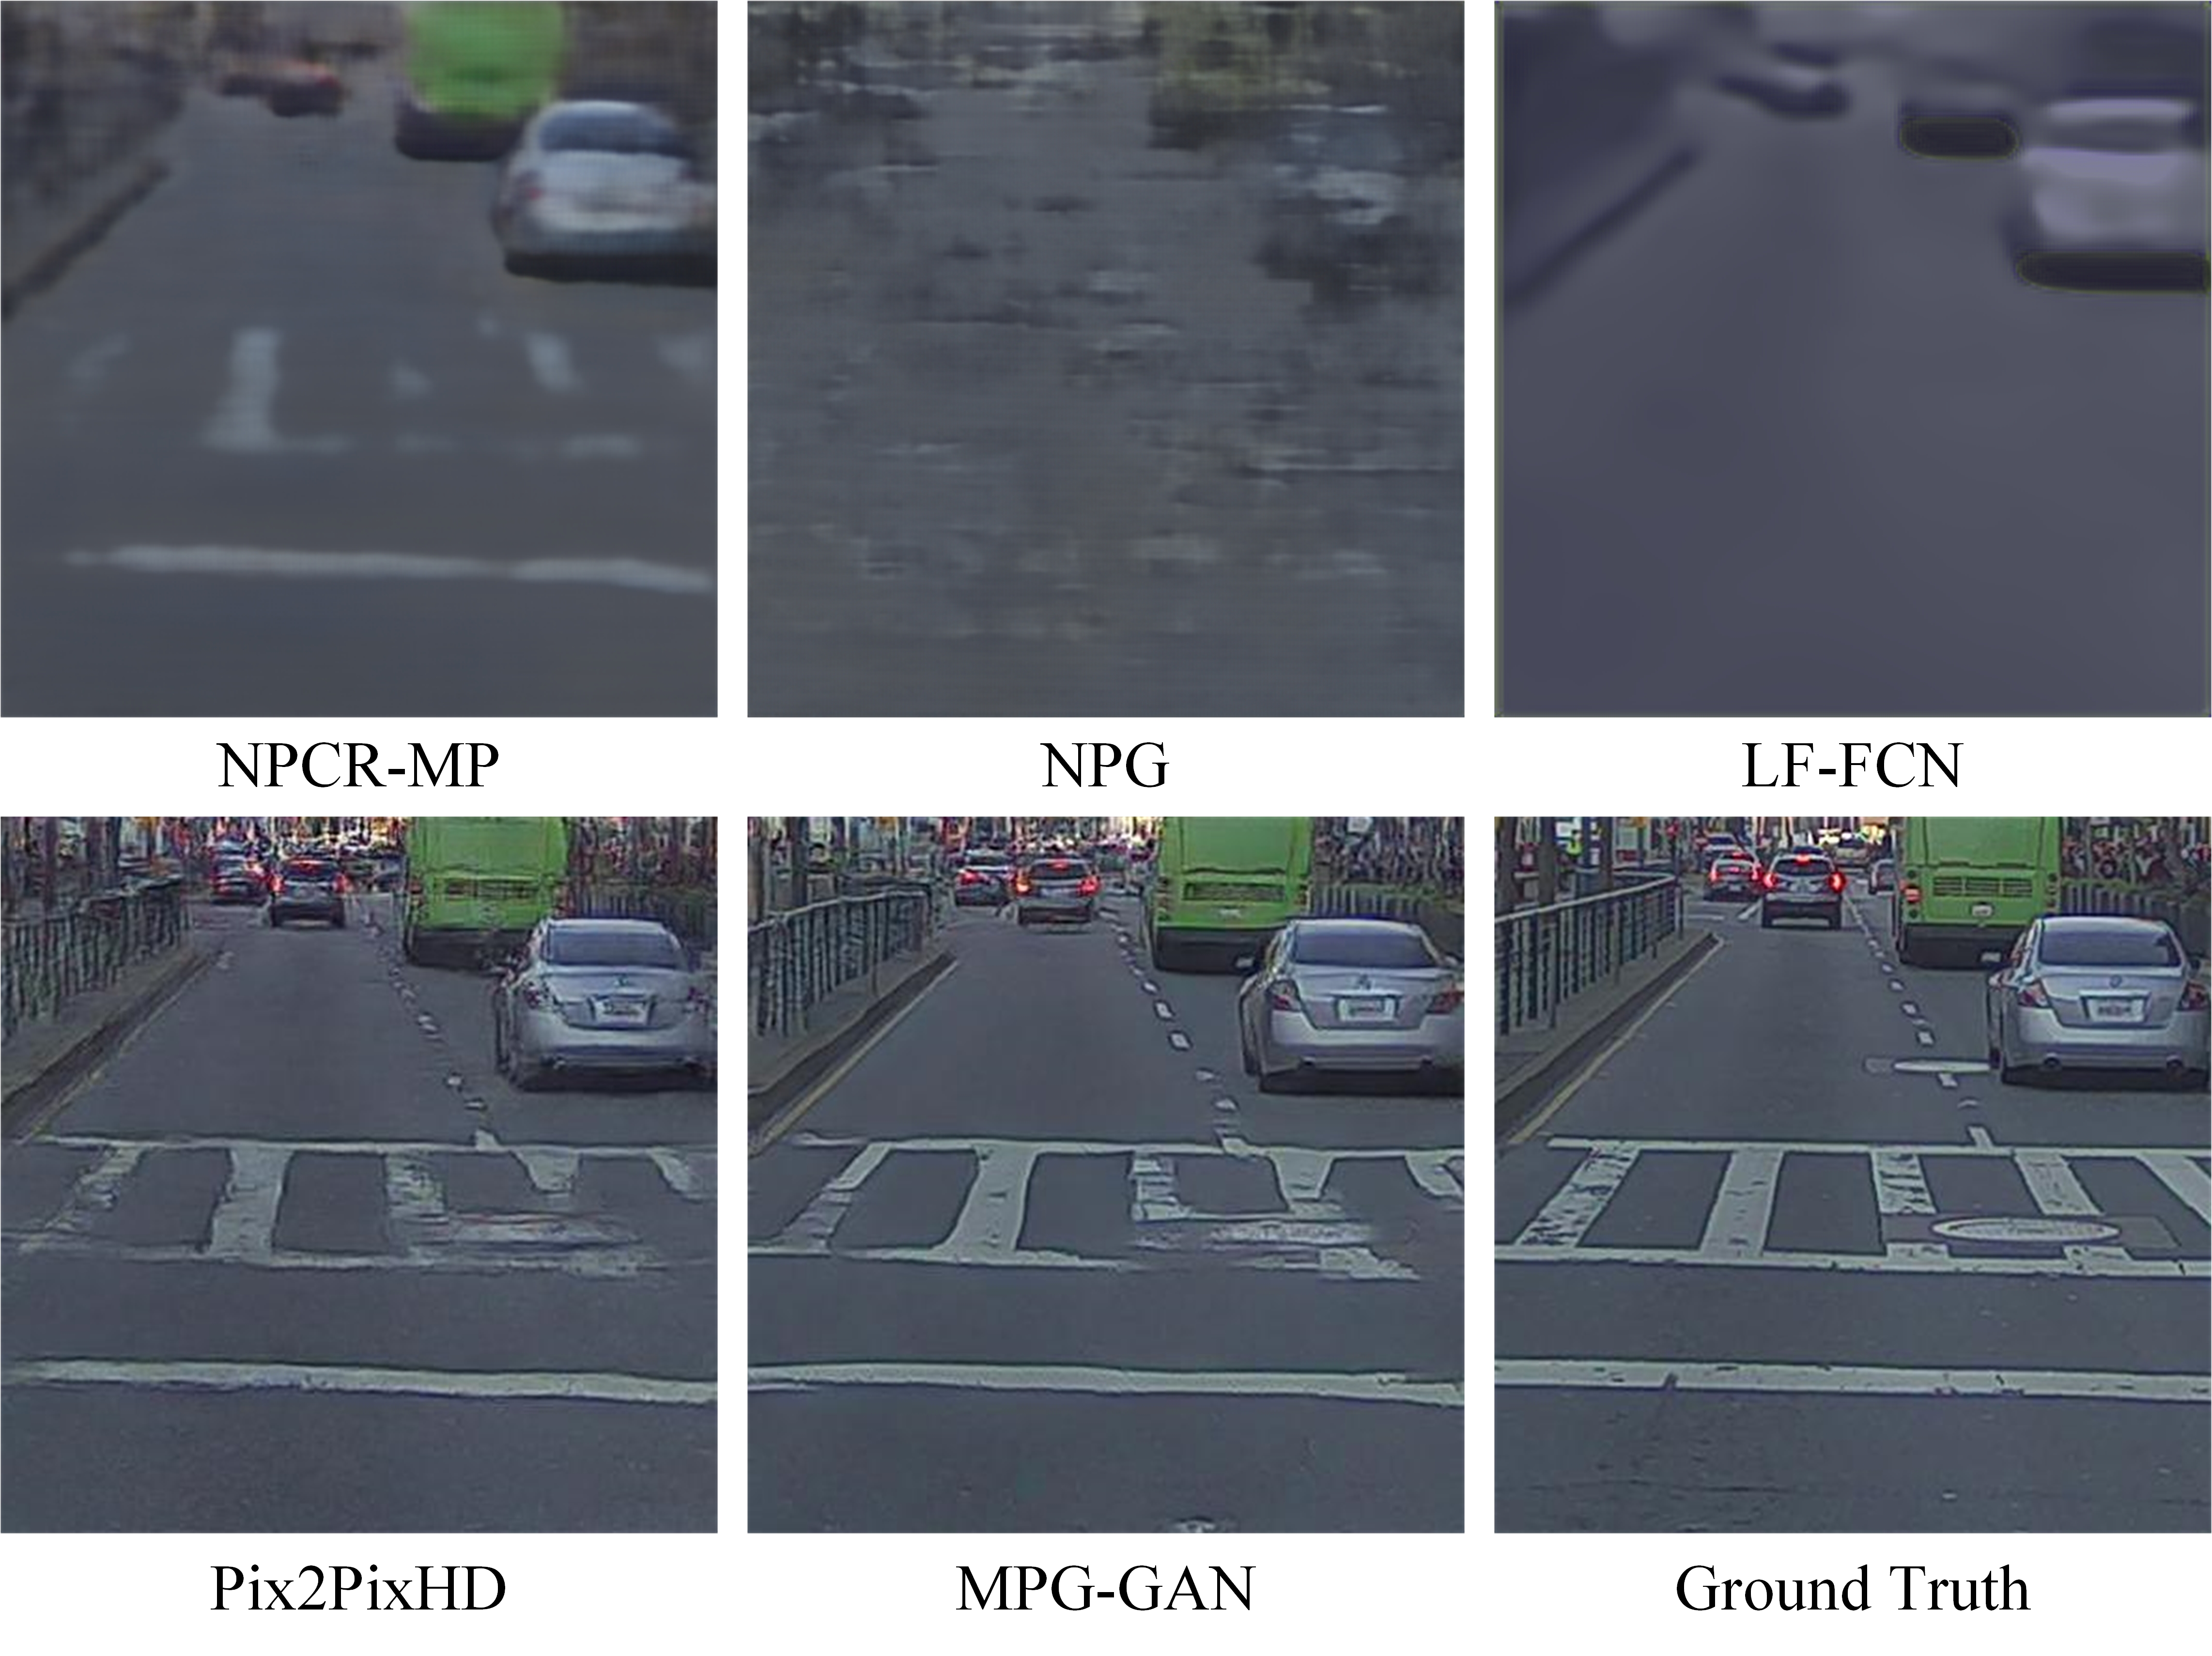 NPCR-MP
NPG
LF-FCN
Pix2PixHD
MPG-GAN
Ground Truth